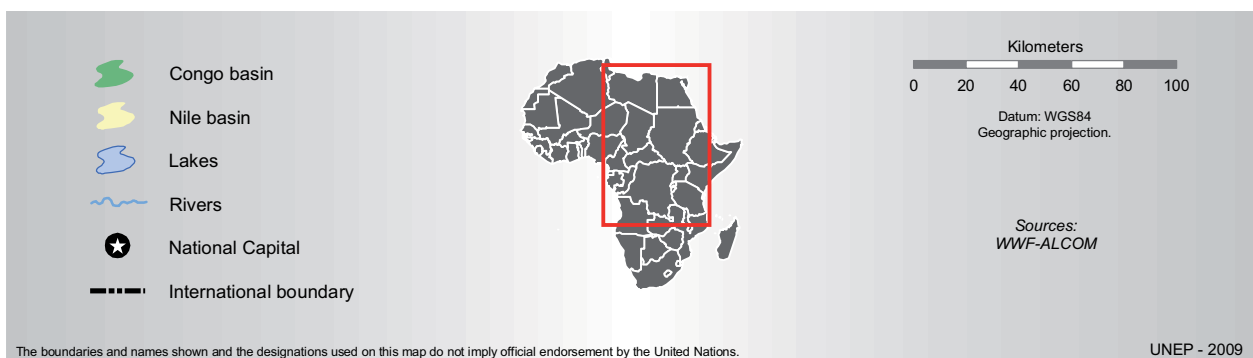 Congo basin
Nile basin
Lakes
Rivers
National Capital
International boundary
Kilometers
0 20 40 60 80 100
Datum: WGS84
Geographic projection.
Sources:
WWF-ALCOM
The boundaries and names shown and the designations used on this map do not imply official endorsement by the United Nations.
UNEP - 2009